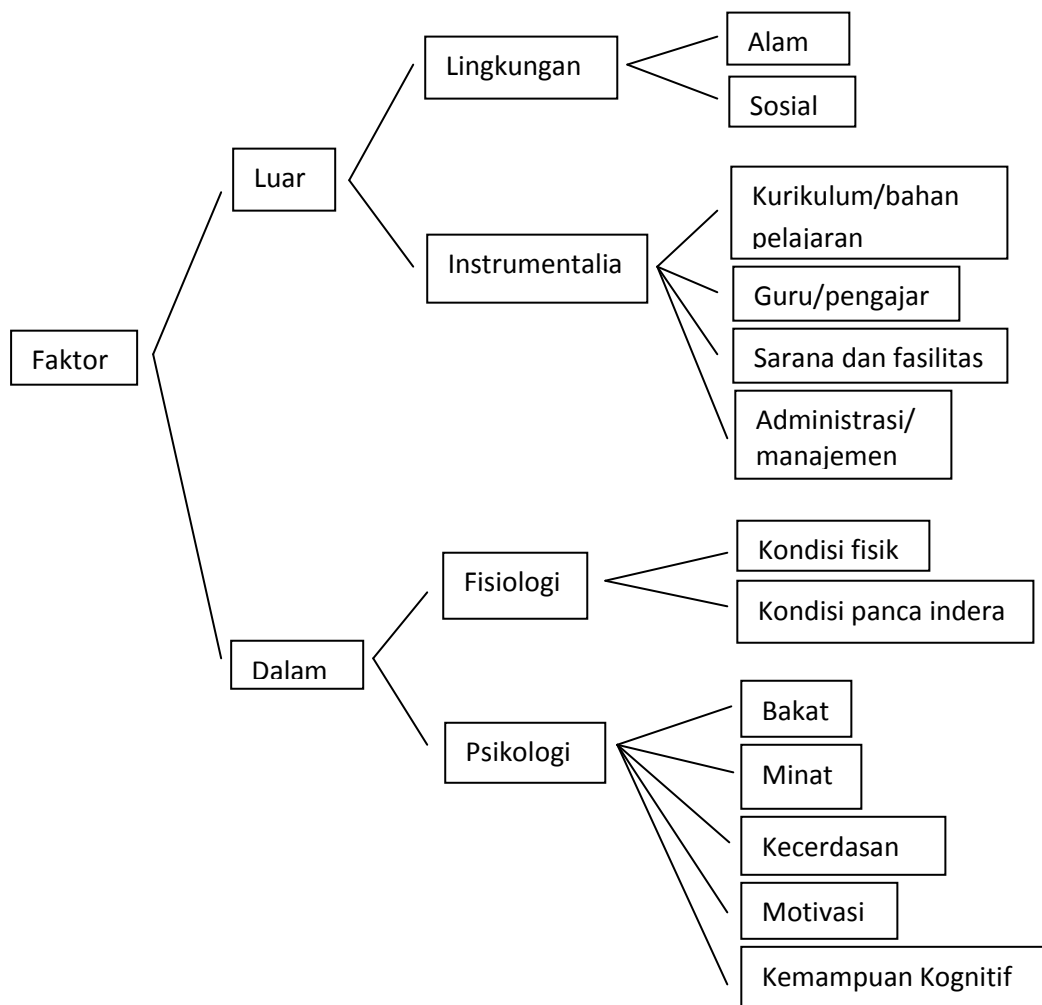 Faktor
Luar
Lingkungan
Alam
Sosial
Instrumentalia
Kurikulum/bahan
pelajaran
Guru/pengajar
Sarana dan fasilitas
Administrasi/
manajemen
Dalam
Fisiologi
Kondisi fisik
Kondisi panca indera
Psikologi
Bakat
Minat
Kecerdasan
Motivasi
Kemampuan Kognitif